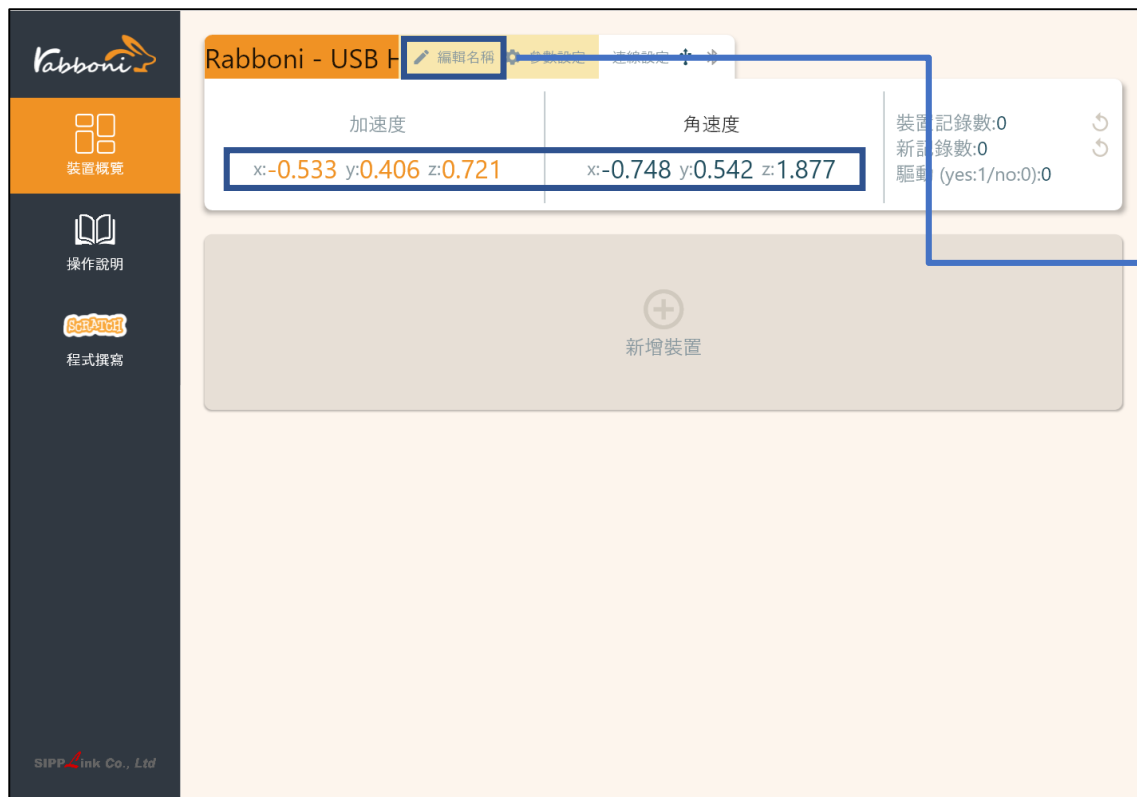 rabboni
Rabboni - USB H 編輯名稱 參數設定 連線設定
裝置概覽
加速度 角速度
x:-0.533 y:0.406 z:0.721 x:-0.748 y:0.542 z:1.877
裝置記錄數:0
新記錄數:0
驅動 (yes:1/no:0):0
操作說明
SCRATCH
程式撰寫
新增裝置
SIPPLink Co., Ltd